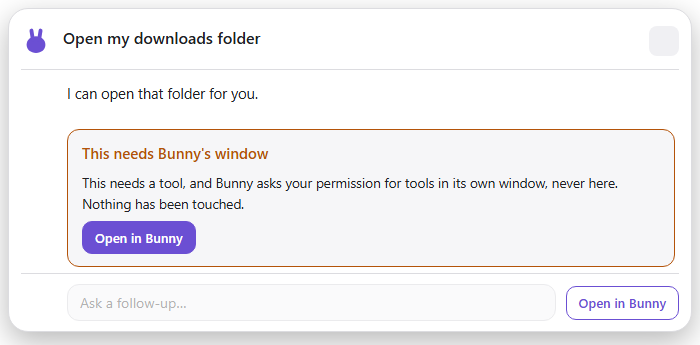 Open my downloads folder
I can open that folder for you.
This needs Bunny's window
This needs a tool, and Bunny asks your permission for tools in its own window, never here.
Nothing has been touched.
Open in Bunny
Ask a follow-up...
Open in Bunny